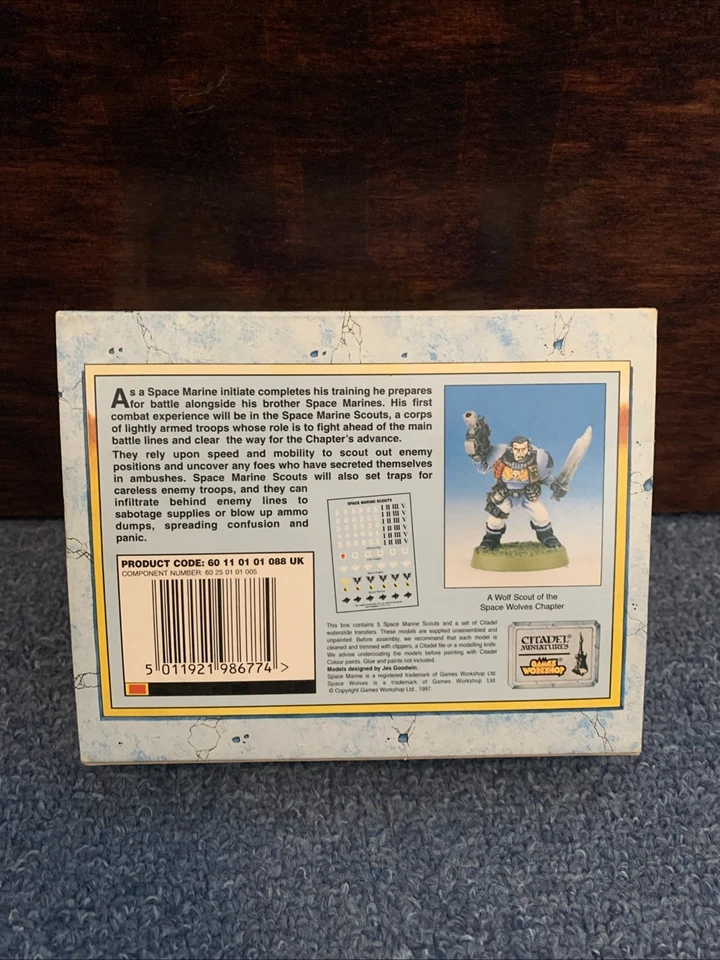 As a Space Marine initiate completes his training he prepares
for battle alongside his brother Space Marines. His first
combat experience will be in the Space Marine Scouts, a corps
of lightly armed troops whose role is to fight ahead of the main
battle lines and clear the way for the Chapter's advance.
They rely upon speed and mobility to scout out enemy
positions and uncover any foes who have secreted themselves
in ambushes. Space Marine Scouts will also set traps for
careless enemy troops, and they can
infiltrate behind enemy lines to
sabotage supplies or blow up ammo
dumps, spreading confusion and
panic.
SPACE MARINE SCOUTS
A Wolf Scout of the
Space Wolves Chapter
PRODUCT CODE: 60 11 01 01 088 UK
COMPONENT NUMBER: 60 25 01 01 005
5 011921 986774 >
This box contains 5 Space Marine Scouts and a set of Citadel
waterslide transfers. These models are supplied unassembled and
unpainted. Before assembly, we recommend that each model is
cleaned and trimmed with clippers, a Citadel file or a modelling knife.
We advise undercoating the models before painting with Citadel
Colour paints. Glue and paints not included.
Models designed by Jes Goodwin.
Space Marine is a registered trademark of Games Workshop Ltd.
Space Wolves is a trademark of Games Workshop Ltd.
© Copyright Games Workshop Ltd., 1997.
CITADEL®
MINIATURES
GAMES
WORKSHOP